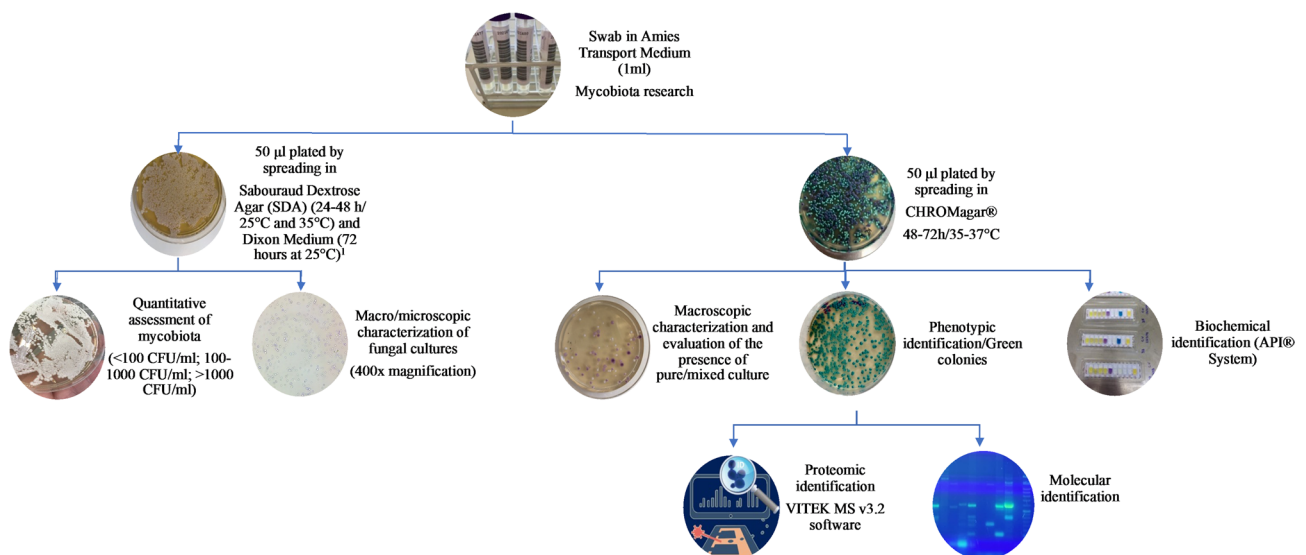 Swab in Amies
Transport Medium
(1ml)
Mycobiota research
50 µl plated by
spreading in
Sabouraud Dextrose
Agar (SDA) (24-48 h/
25°C and 35°C) and
Dixon Medium (72
hours at 25°C)¹
50 µl plated by
spreading in
CHROMagar®
48-72h/35-37°C
Quantitative
assessment of
mycobiota
(<100 CFU/ml; 100-
1000 CFU/ml; >1000
CFU/ml)
Macro/microscopic
characterization of
fungal cultures
(400x magnification)
Macroscopic
characterization and
evaluation of the
presence of
pure/mixed culture
Phenotypic
identification/Green
colonies
Biochemical
identification (API®
System)
Proteomic
identification
VITEK MS v3.2
software
Molecular
identification